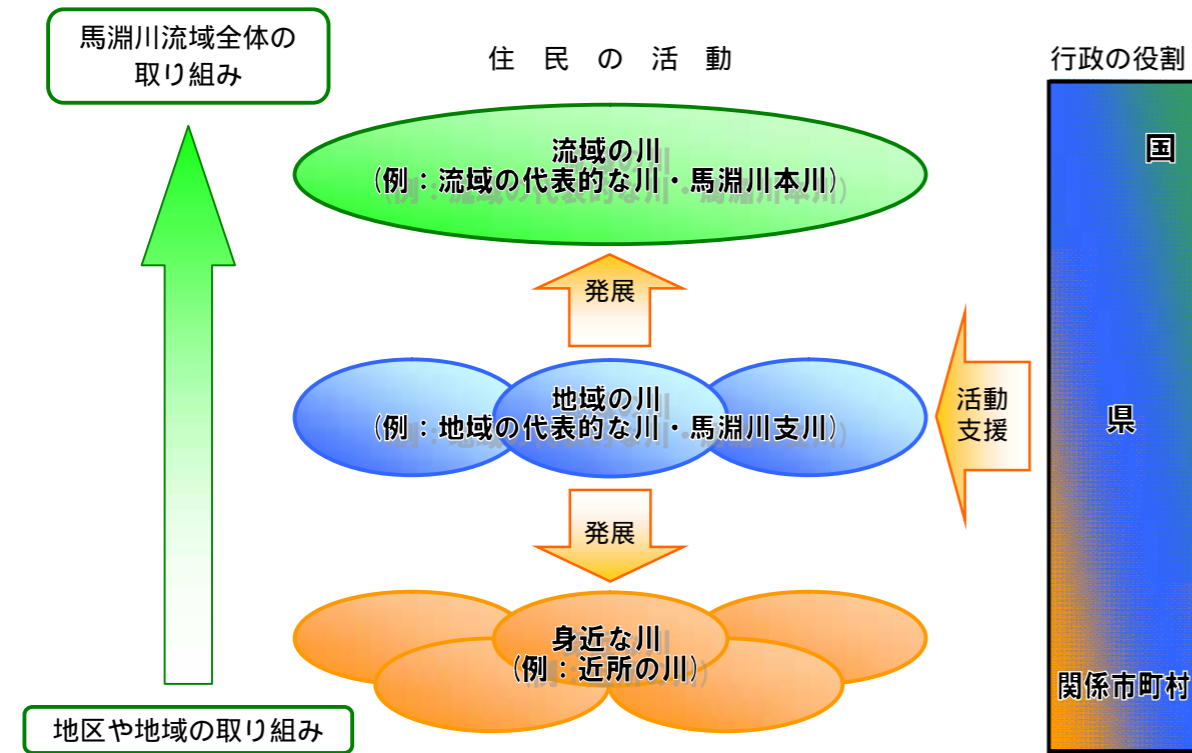 馬淵川流域全体の
取り組み
住民の活動
行政の役割
流域の川
(例：流域の代表的な川・馬淵川本川)
国
発展
地域の川
(例：地域の代表的な川・馬淵川支川)
活動
支援
県
発展
身近な川
(例：近所の川)
関係市町村
地区や地域の取り組み